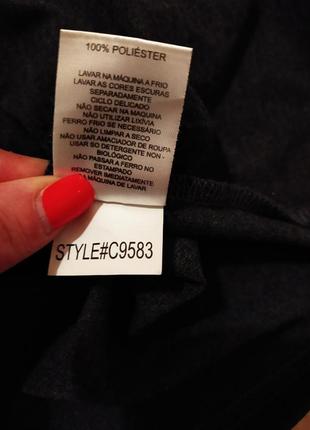 100% POLIÉSTER
LAVAR NA MÁQUINA A FRIO
LAVAR AS CORES ESCURAS
SEPARADAMENTE
CICLO DELICADO
NÃO SECAR NA MÁQUINA
NÃO UTILIZAR LIXÍVIA
FERRO FRIO SE NECESSÁRIO
NÃO LIMPAR A SECO
NÃO USAR AMACIADOR DE ROUPA
USAR SO DETERGENTE NON -
BIOLÓGICO
NÃO PASSAR A FERRO NO
ESTAMPADO
REMOVER IMEDIATAMENTE
DA MÁQUINA DE LAVAR
STYLE#C9583